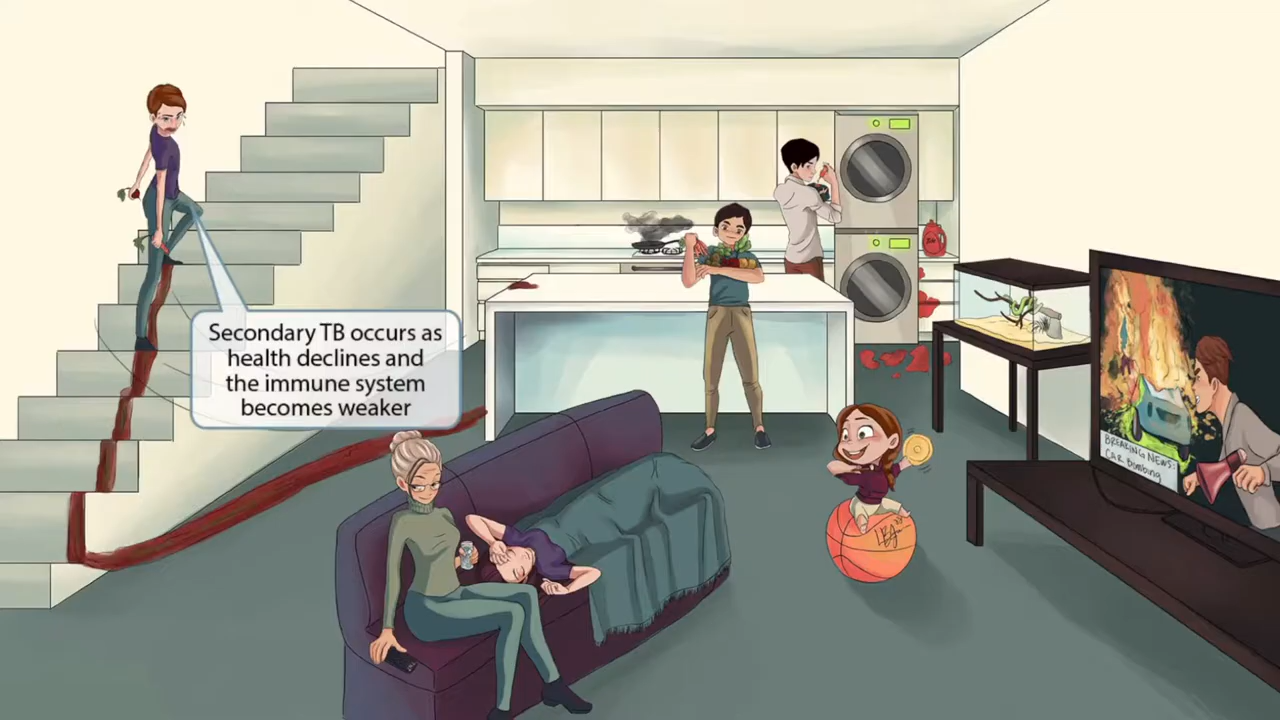 Secondary TB occurs as
health declines and
the immune system
becomes weaker
BREAKING NEWS:
CAR Bombing